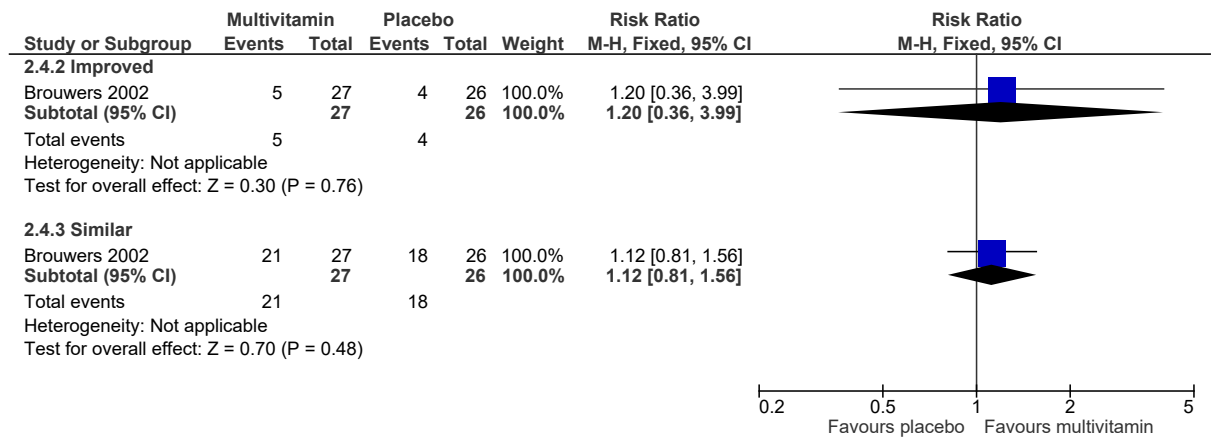 Multivitamin Placebo Risk Ratio Risk Ratio
Study or Subgroup Events Total Events Total Weight M-H, Fixed, 95% CI M-H, Fixed, 95% CI
2.4.2 Improved
Brouwers 2002 5 27 4 26 100.0% 1.20 [0.36, 3.99]
Subtotal (95% CI) 27 26 100.0% 1.20 [0.36, 3.99]
Total events 5 4
Heterogeneity: Not applicable
Test for overall effect: Z = 0.30 (P = 0.76)
2.4.3 Similar
Brouwers 2002 21 27 18 26 100.0% 1.12 [0.81, 1.56]
Subtotal (95% CI) 27 26 100.0% 1.12 [0.81, 1.56]
Total events 21 18
Heterogeneity: Not applicable
Test for overall effect: Z = 0.70 (P = 0.48)
0.2 0.5 1 2 5
Favours placebo Favours multivitamin